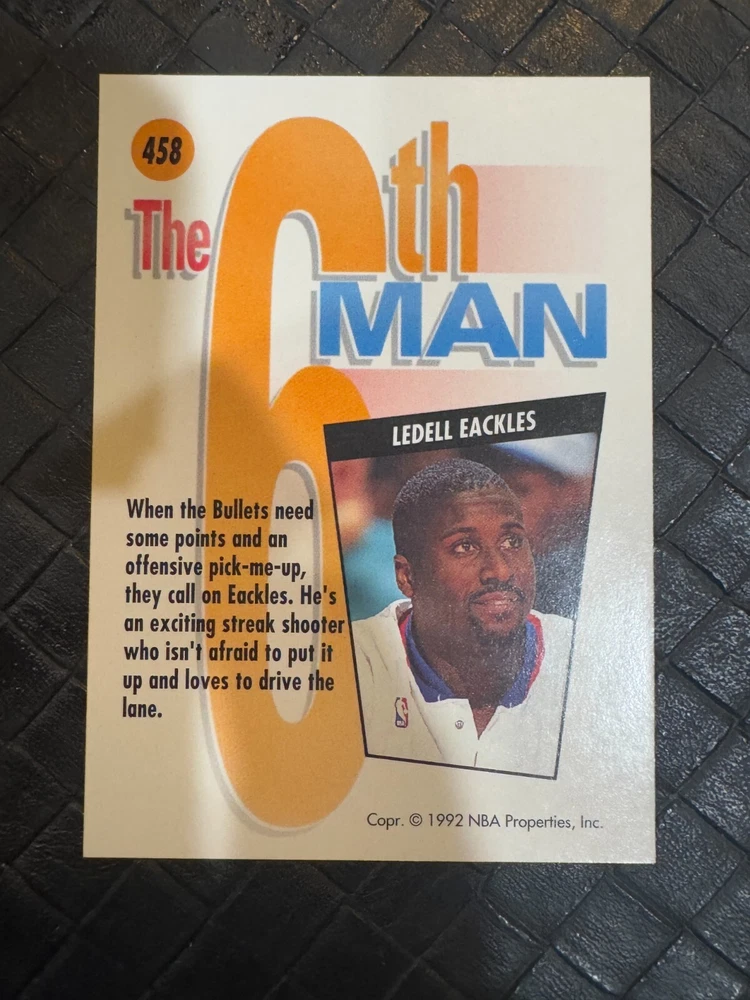 458
The 6th
MAN
LEDELL EACKLES
When the Bullets need
some points and an
offensive pick-me-up,
they call on Eackles. He's
an exciting streak shooter
who isn't afraid to put it
up and loves to drive the
lane.
Copr. © 1992 NBA Properties, Inc.